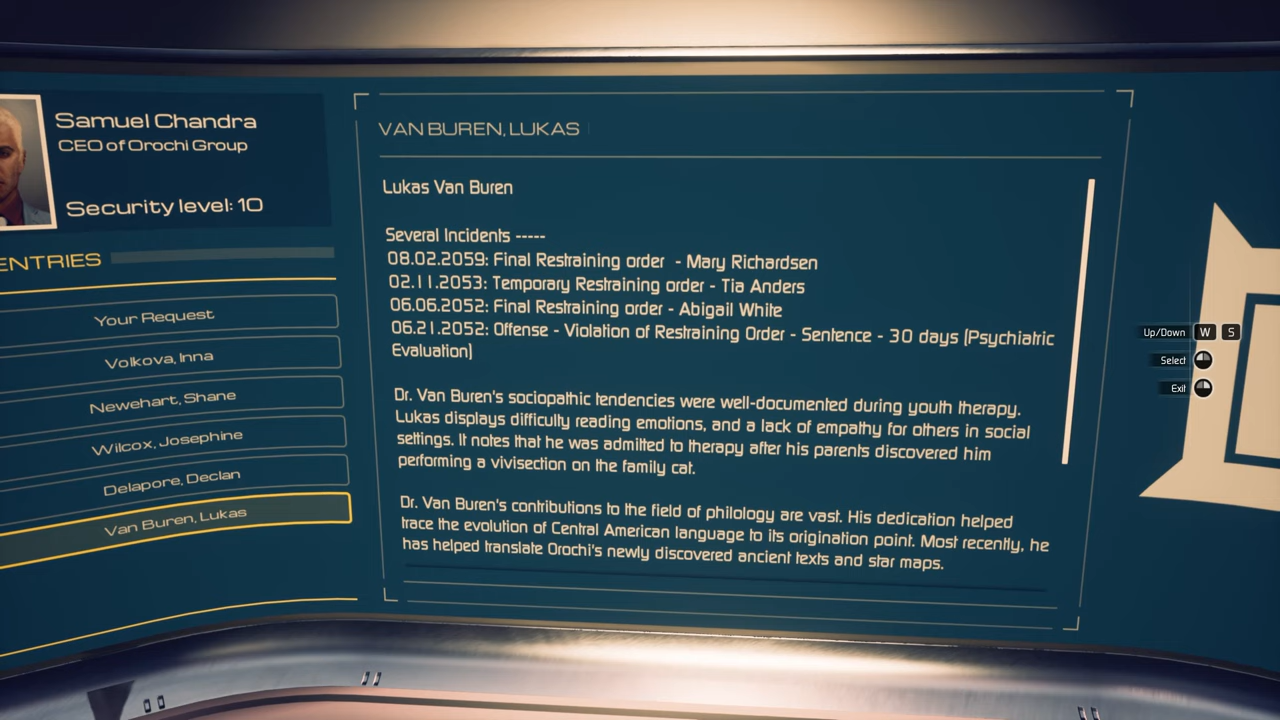 Samuel Chandra
CEO of Orochi Group
Security level: 10
ENTRIES
Your Request
Volkova, Inna
Newehart, Shane
Wilcox, Josephine
Delapore, Declan
Van Buren, Lukas
VAN BUREN, LUKAS
Lukas Van Buren
Several Incidents -----
08.02.2059: Final Restraining order - Mary Richardsen
02.11.2053: Temporary Restraining order - Tia Anders
06.06.2052: Final Restraining order - Abigail White
06.21.2052: Offense - Violation of Restraining Order - Sentence - 30 days (Psychiatric
Evaluation)
Dr. Van Buren's sociopathic tendencies were well-documented during youth therapy.
Lukas displays difficulty reading emotions, and a lack of empathy for others in social
settings. It notes that he was admitted to therapy after his parents discovered him
performing a vivisection on the family cat.
Dr. Van Buren's contributions to the field of philology are vast. His dedication helped
trace the evolution of Central American language to its origination point. Most recently, he
has helped translate Orochi's newly discovered ancient texts and star maps.
Up/Down W S
Select
Exit